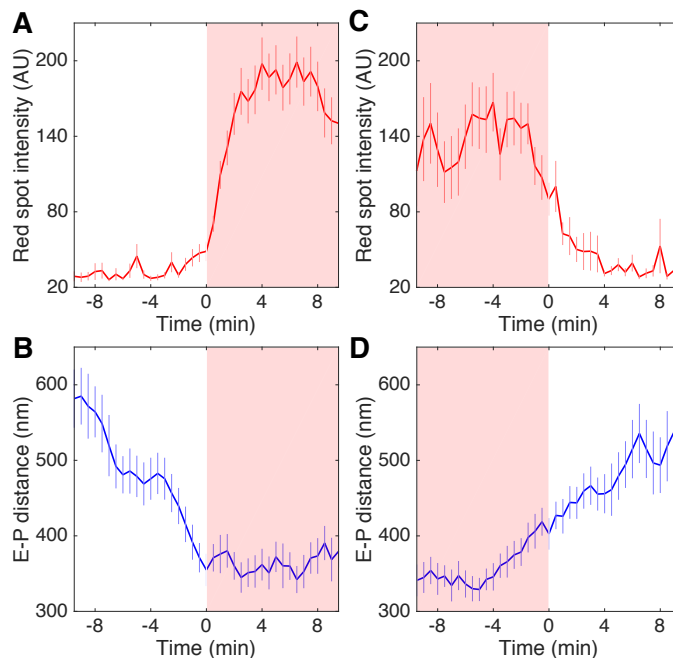 A
Red spot intensity (AU)
200
140
80
20
-8 -4 0 4 8
Time (min)
C
Red spot intensity (AU)
200
140
80
20
-8 -4 0 4 8
Time (min)
B
E-P distance (nm)
600
500
400
300
-8 -4 0 4 8
Time (min)
D
E-P distance (nm)
600
500
400
300
-8 -4 0 4 8
Time (min)